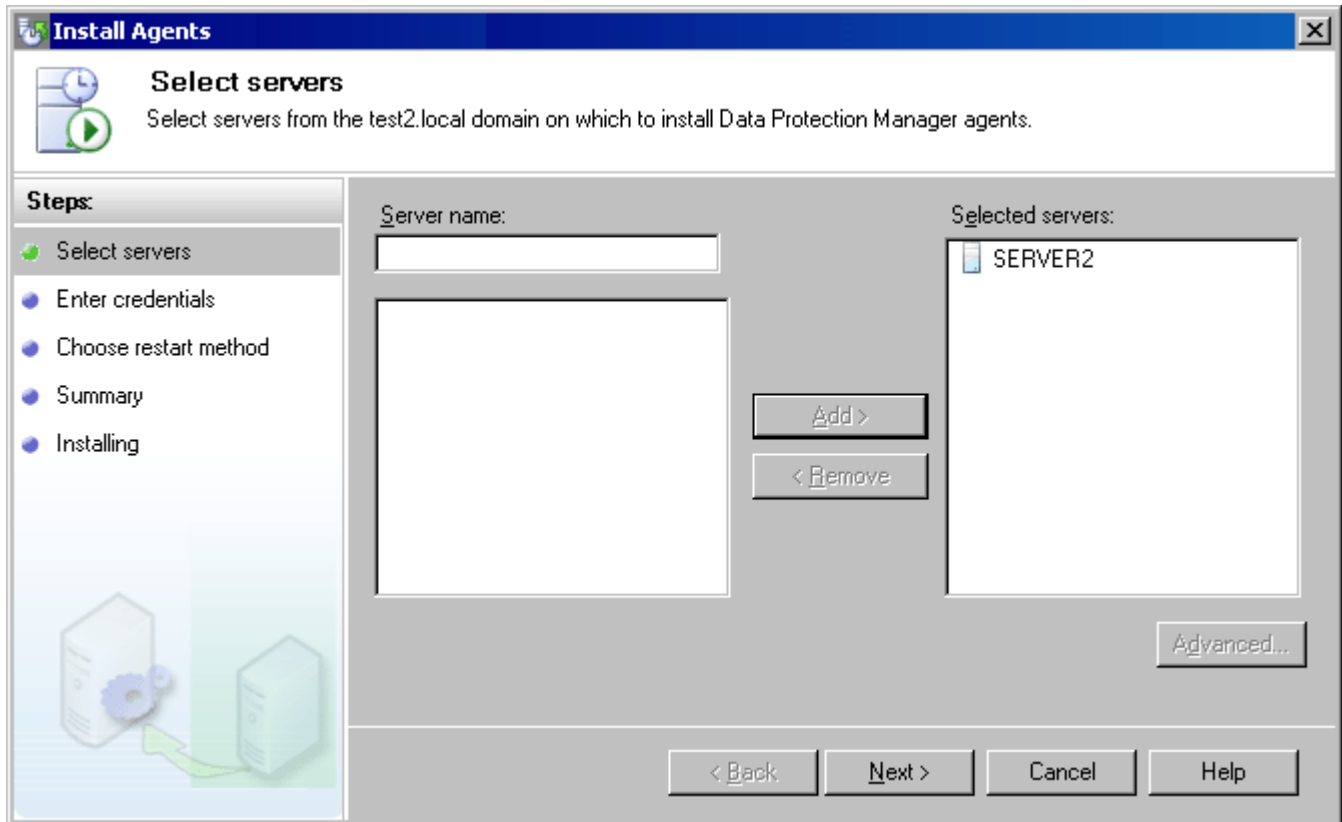 Install Agents
Select servers
Select servers from the test2.local domain on which to install Data Protection Manager agents.
Steps:
Select servers
Enter credentials
Choose restart method
Summary
Installing
Server name:
Selected servers:
SERVER2
Add >
< Remove
Advanced...
< Back
Next >
Cancel
Help